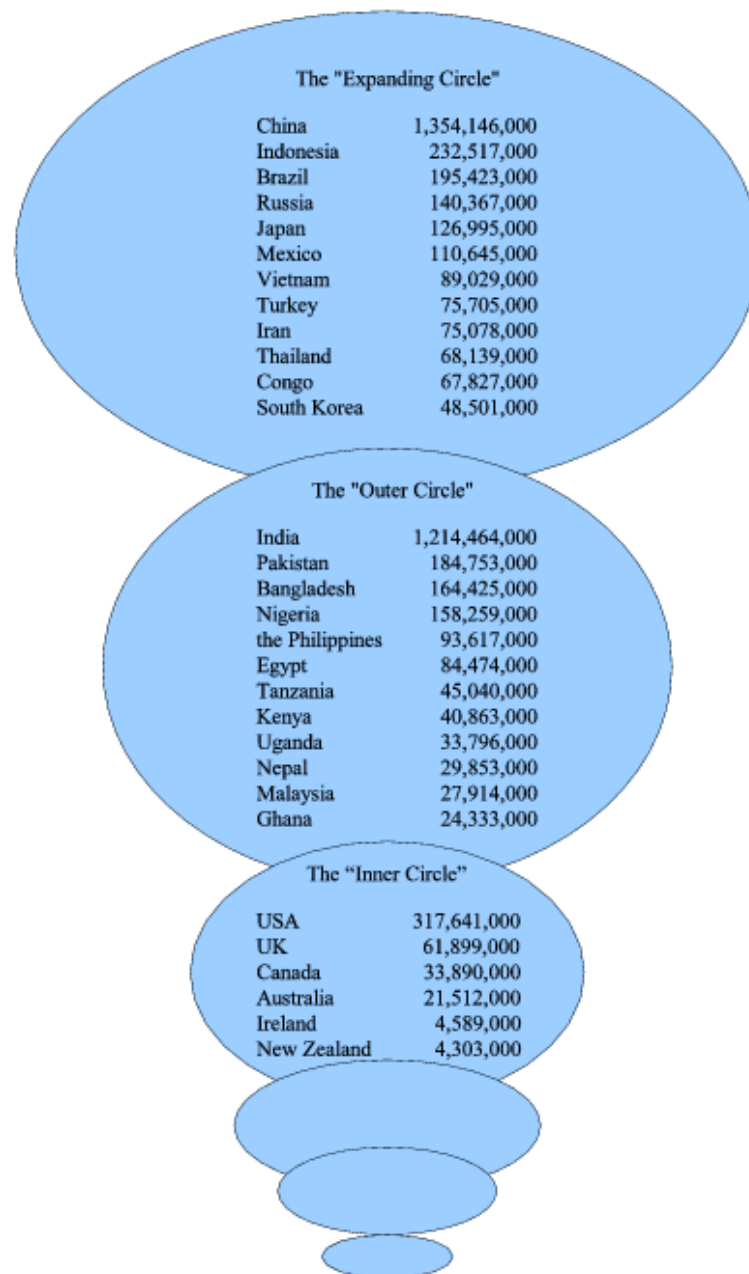 The "Expanding Circle"
China 1,354,146,000
Indonesia 232,517,000
Brazil 195,423,000
Russia 140,367,000
Japan 126,995,000
Mexico 110,645,000
Vietnam 89,029,000
Turkey 75,705,000
Iran 75,078,000
Thailand 68,139,000
Congo 67,827,000
South Korea 48,501,000
The "Outer Circle"
India 1,214,464,000
Pakistan 184,753,000
Bangladesh 164,425,000
Nigeria 158,259,000
the Philippines 93,617,000
Egypt 84,474,000
Tanzania 45,040,000
Kenya 40,863,000
Uganda 33,796,000
Nepal 29,853,000
Malaysia 27,914,000
Ghana 24,333,000
The “Inner Circle”
USA 317,641,000
UK 61,899,000
Canada 33,890,000
Australia 21,512,000
Ireland 4,589,000
New Zealand 4,303,000